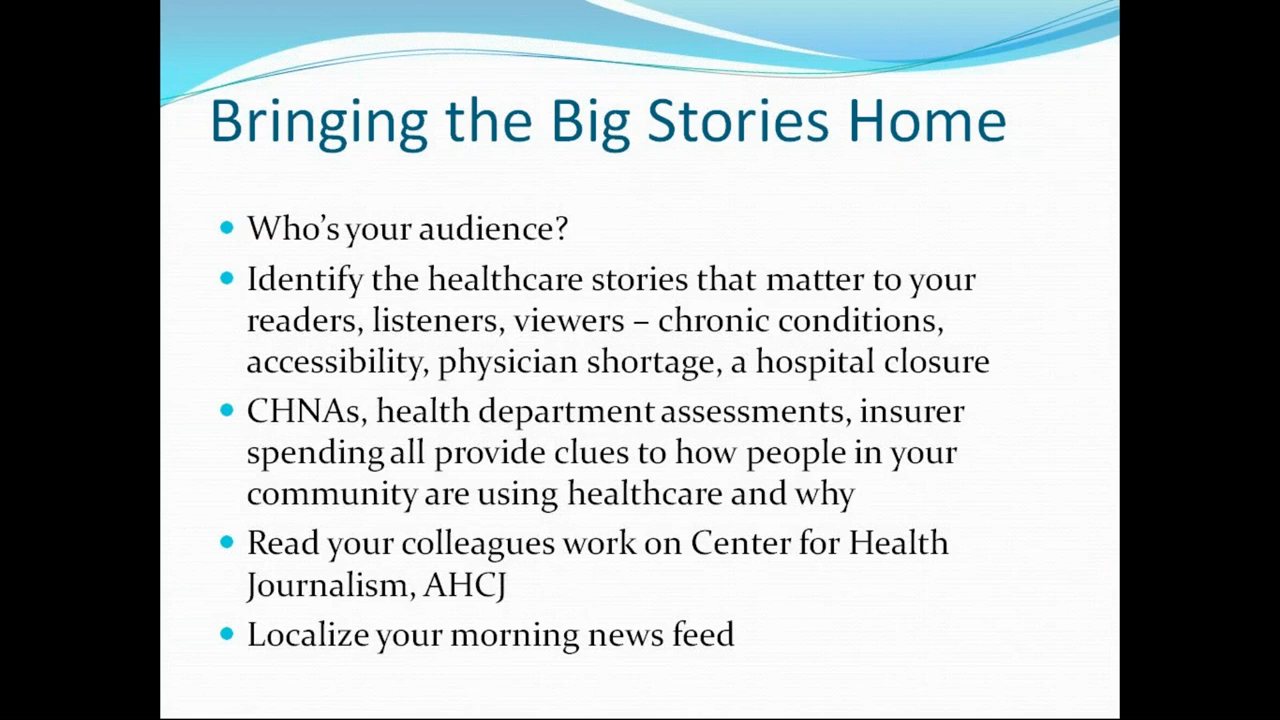 Bringing the Big Stories Home
• Who's your audience?
• Identify the healthcare stories that matter to your
readers, listeners, viewers – chronic conditions,
accessibility, physician shortage, a hospital closure
• CHNAs, health department assessments, insurer
spending all provide clues to how people in your
community are using healthcare and why
• Read your colleagues work on Center for Health
Journalism, AHCJ
• Localize your morning news feed